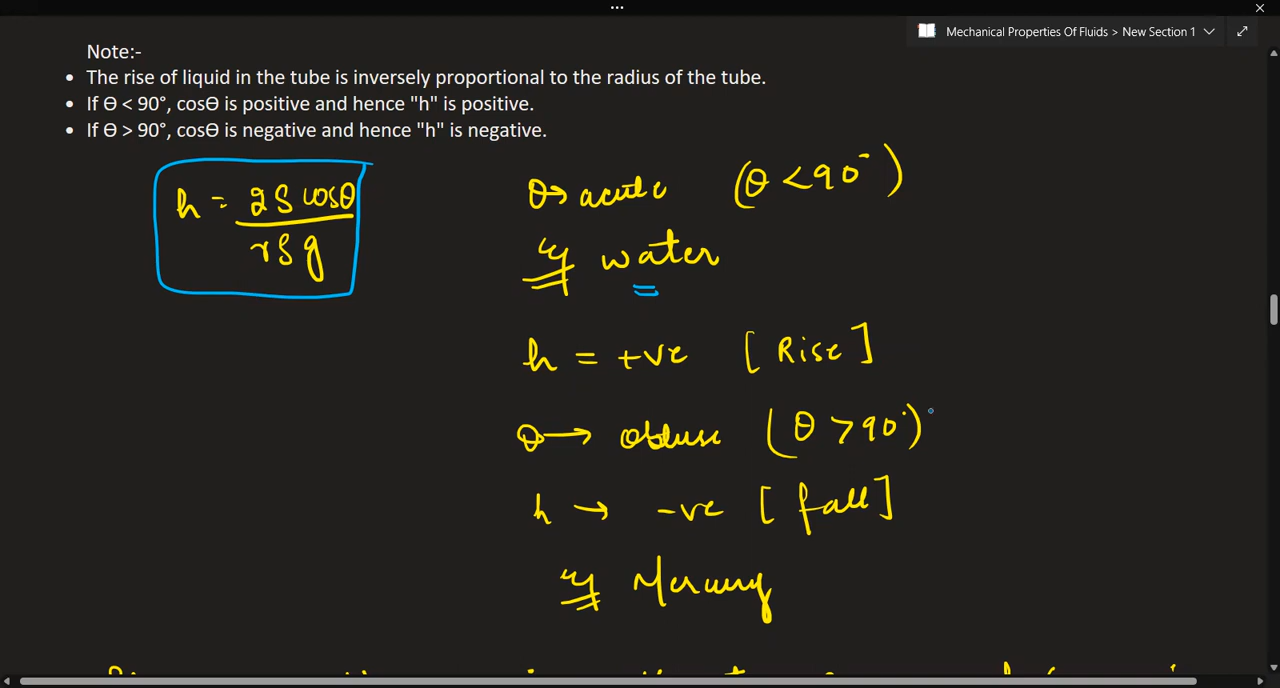 Mechanical Properties Of Fluids > New Section 1
Note:-
• The rise of liquid in the tube is inversely proportional to the radius of the tube.
• If Θ < 90°, cosΘ is positive and hence "h" is positive.
• If Θ > 90°, cosΘ is negative and hence "h" is negative.
h = 2S cosθ / rρg
θ → acute (θ < 90°)
eg water
h = +ve [Rise]
θ → obtuse (θ > 90°)
h → -ve [fall]
eg Mercury